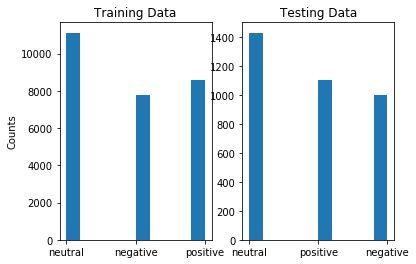 Training Data
Testing Data
Counts
10000
8000
6000
4000
2000
0
neutral negative positive
1400
1200
1000
800
600
400
200
0
neutral positive negative